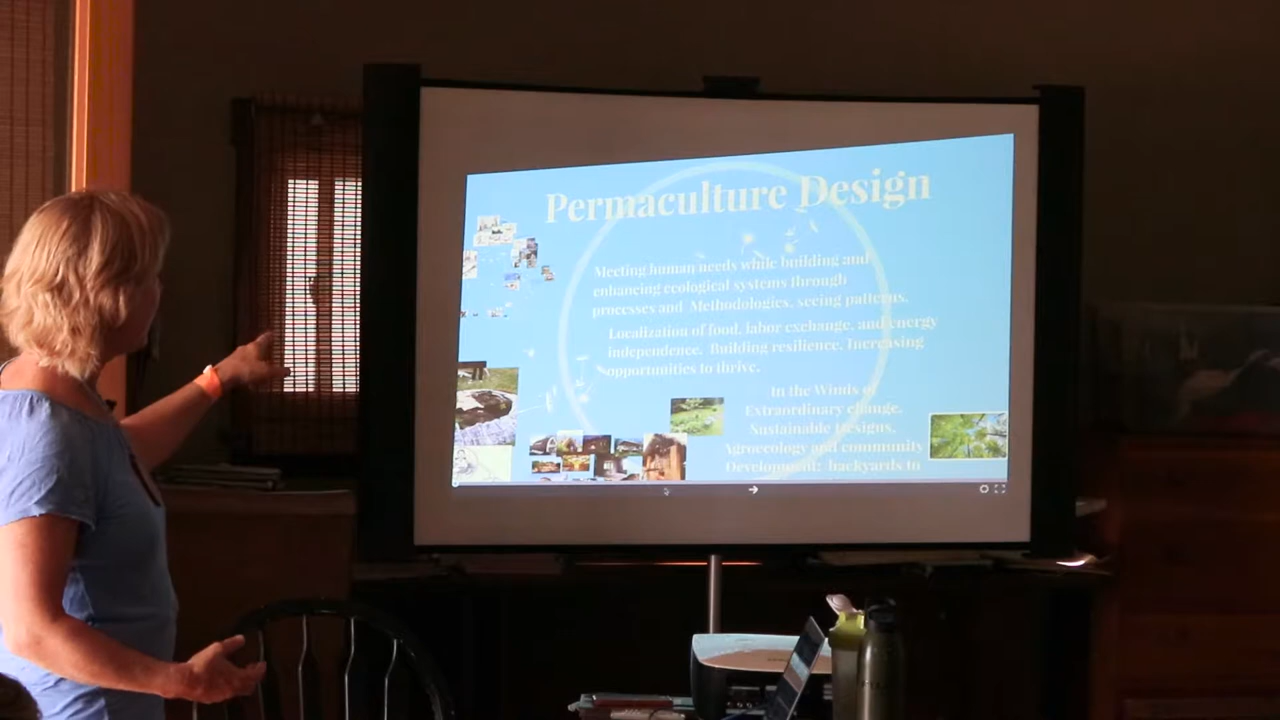 Permaculture Design
Meeting human needs while building and
enhancing ecological systems through
processes and Methodologies, seeing patterns.
Localization of food, labor exchange, and energy
independence. Building resilience. Increasing
opportunities to thrive.
In the Winds of
Extraordinary change,
Sustainable Designs,
Agroecology and community
Development: backyards to